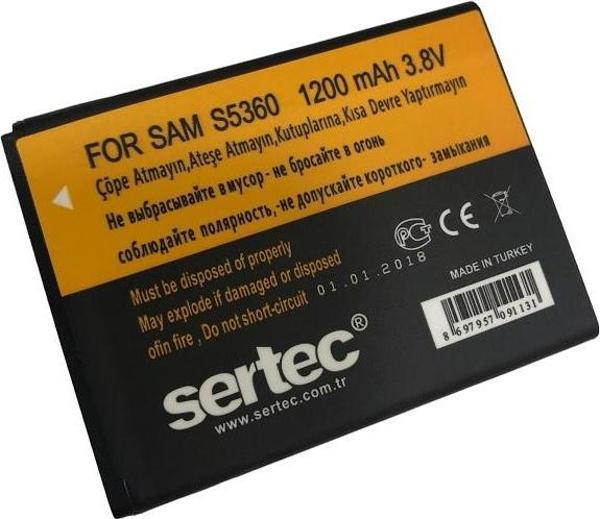 FOR SAM S5360 1200 mAh 3.8V
Çöpe Atmayın,Ateşe Atmayın,Kutuplarına,Kısa Devre Yaptırmayın
Не выбрасывайте в мусор - не бросайте в огонь
соблюдайте полярность,-не допускайте короткого- замыкания
Must be disposed of properly
May explode if damaged or disposed
ofin fire. Do not short-circuit
01.01.2018
PCT CE
MADE IN TURKEY
8 697957 091131
sertec®
www.sertec.com.tr